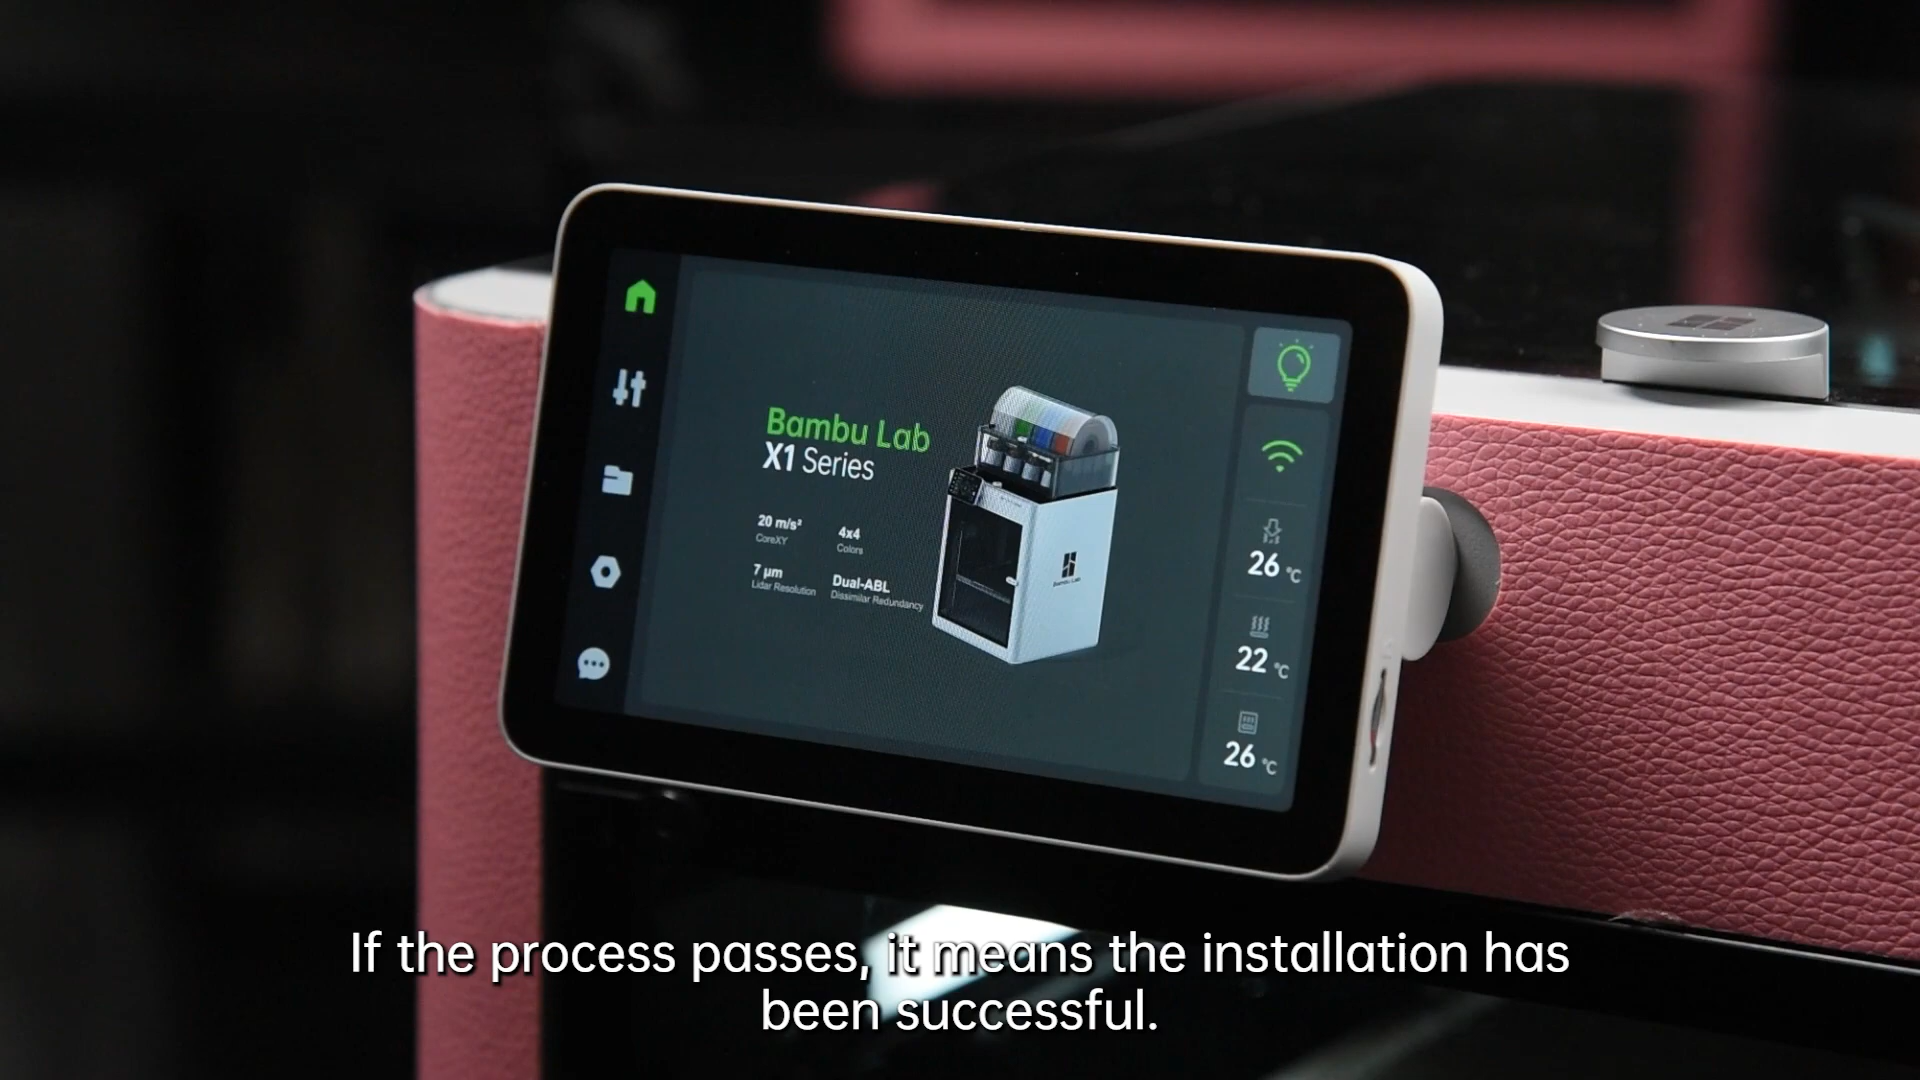 Bambu Lab
X1 Series
20 m/s²
CoreXY
4x4
Colors
7 μm
Lidar Resolution
Dual-ABL
Dissimilar Redundancy
26 °C
22 °C
26 °C
If the process passes, it means the installation has
been successful.